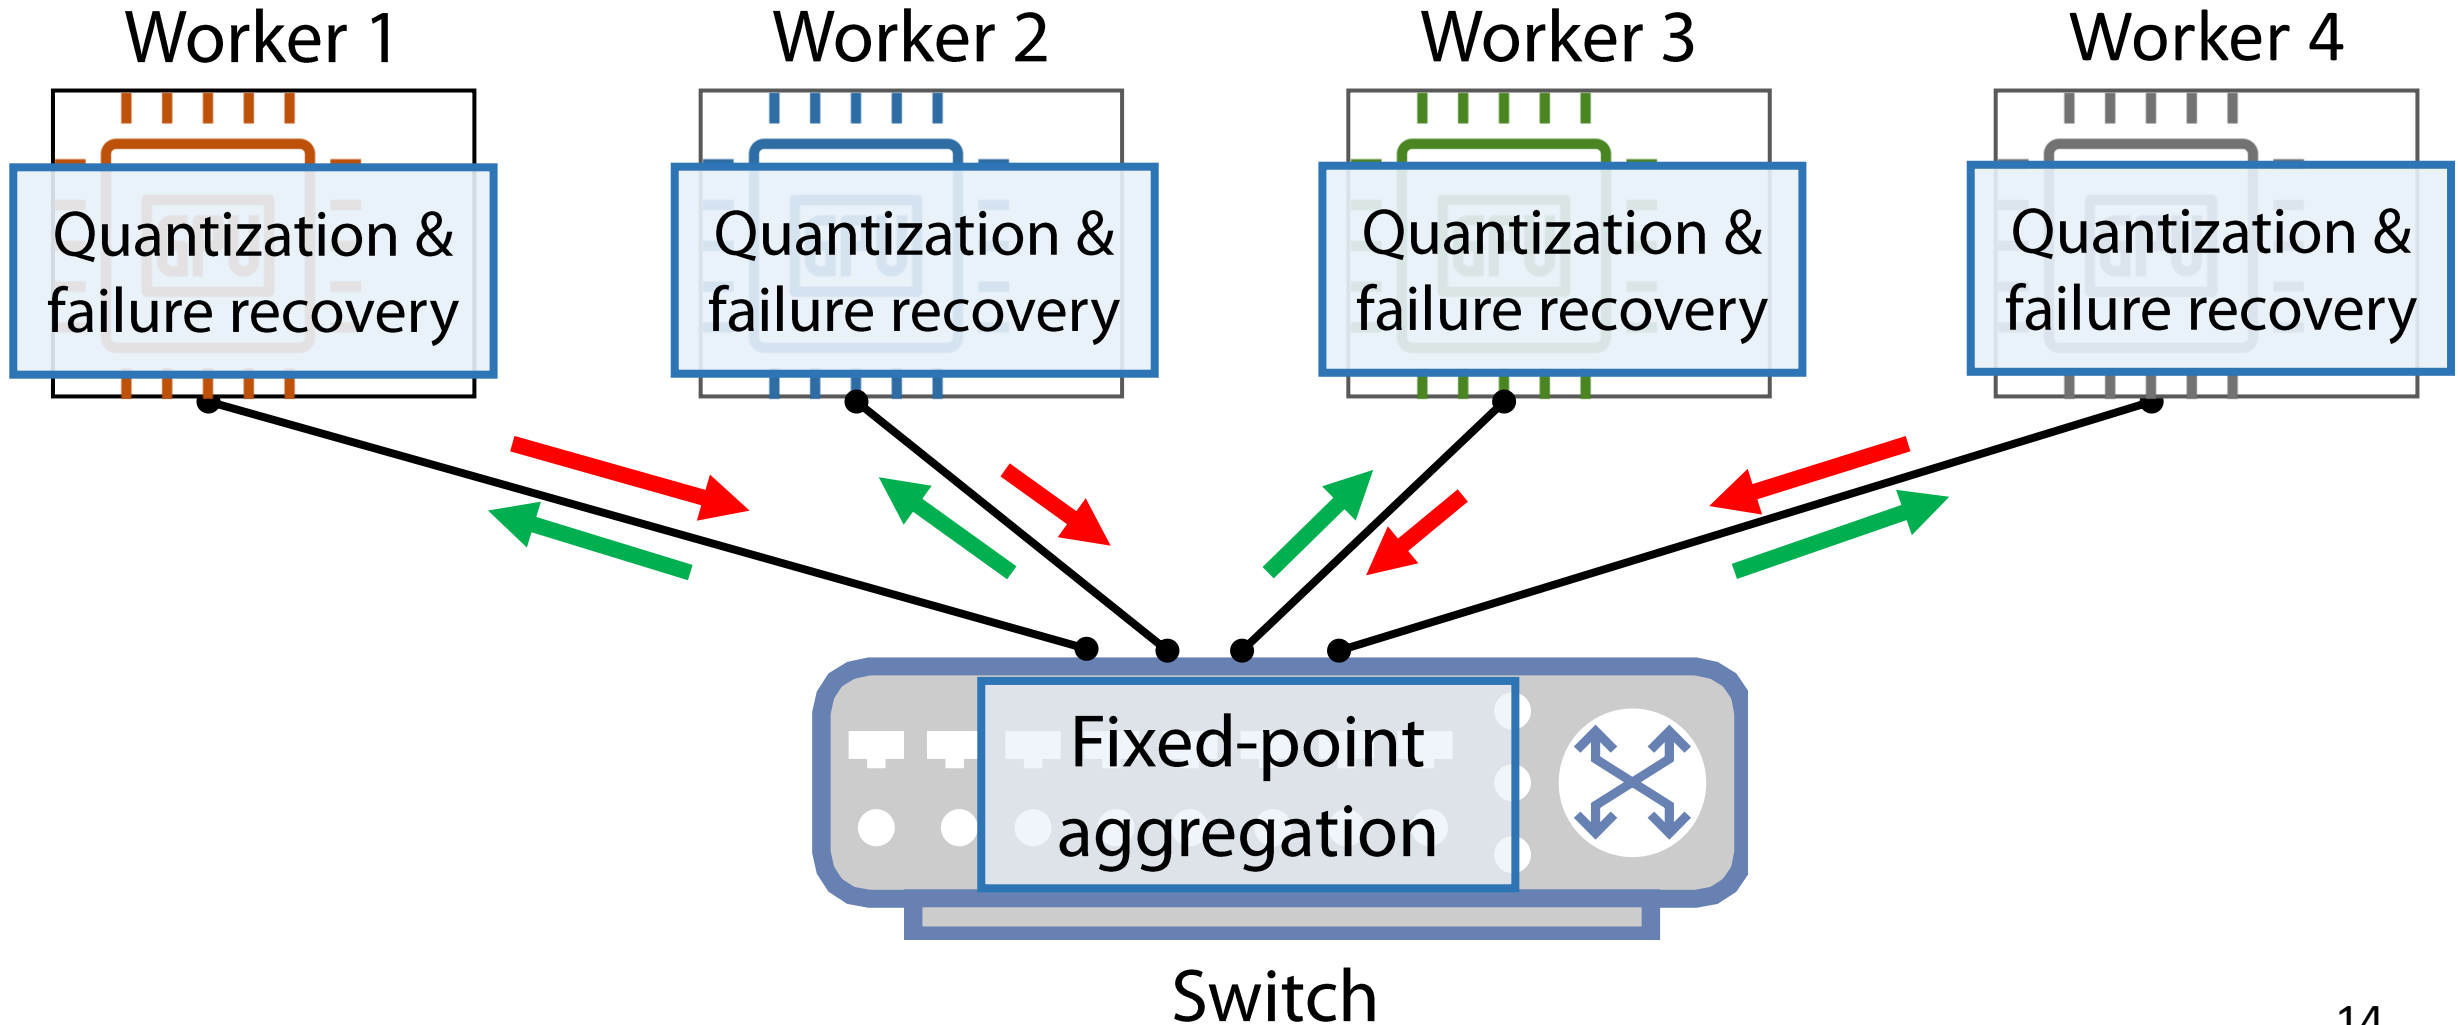 Worker 1
Worker 2
Worker 3
Worker 4
Quantization &
failure recovery
Quantization &
failure recovery
Quantization &
failure recovery
Quantization &
failure recovery
Fixed-point
aggregation
Switch
14